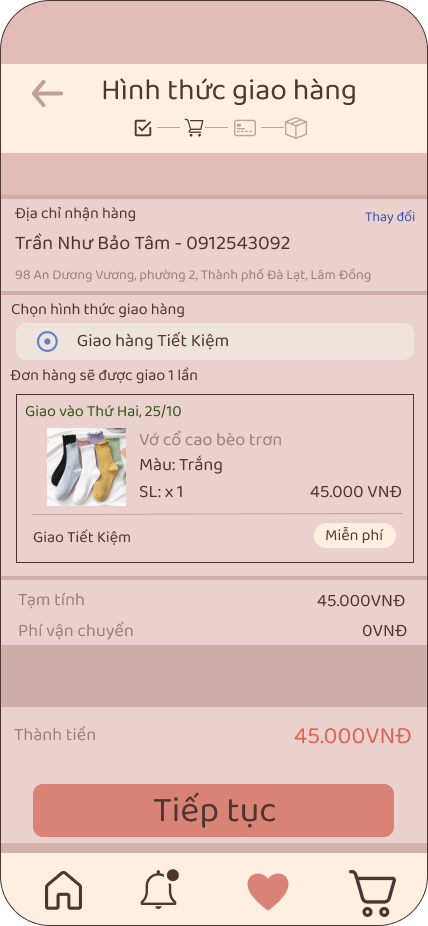 Hình thức giao hàng
Địa chỉ nhận hàng
Thay đổi
Trần Như Bảo Tâm - 0912543092
98 An Dương Vương, phường 2, Thành phố Đà Lạt, Lâm Đồng
Chọn hình thức giao hàng
Giao hàng Tiết Kiệm
Đơn hàng sẽ được giao 1 lần
Giao vào Thứ Hai, 25/10
Vớ cổ cao bèo trơn
Màu: Trắng
SL: x 1
45.000 VNĐ
Giao Tiết Kiệm
Miễn phí
Tạm tính
45.000VNĐ
Phí vận chuyển
0VNĐ
Thành tiền
45.000VNĐ
Tiếp tục